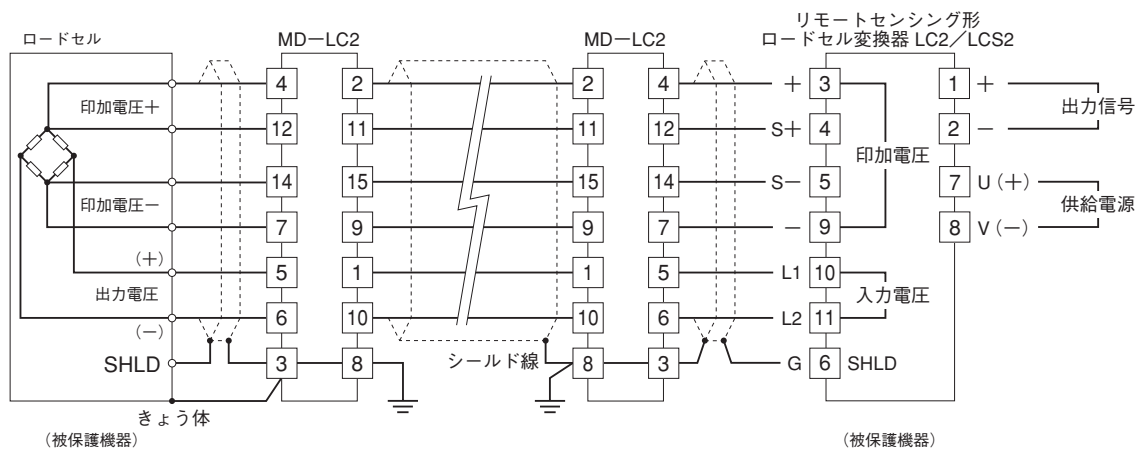 リモートセンシング形
ロードセル変換器 LC2／LCS2
ロードセル
MD－LC2
MD－LC2
印加電圧＋
4
2
2
4
＋
3
1
＋
出力信号
12
11
11
12
S＋
4
2
－
印加電圧
14
15
15
14
S－
5
7
U（＋）
供給電源
印加電圧－
7
9
9
7
－
9
8
V（－）
（＋）
5
1
1
5
L1
10
出力電圧
入力電圧
（－）
6
10
10
6
L2
11
SHLD
3
8
シールド線
8
3
G
6
SHLD
きょう体
（被保護機器）
（被保護機器）